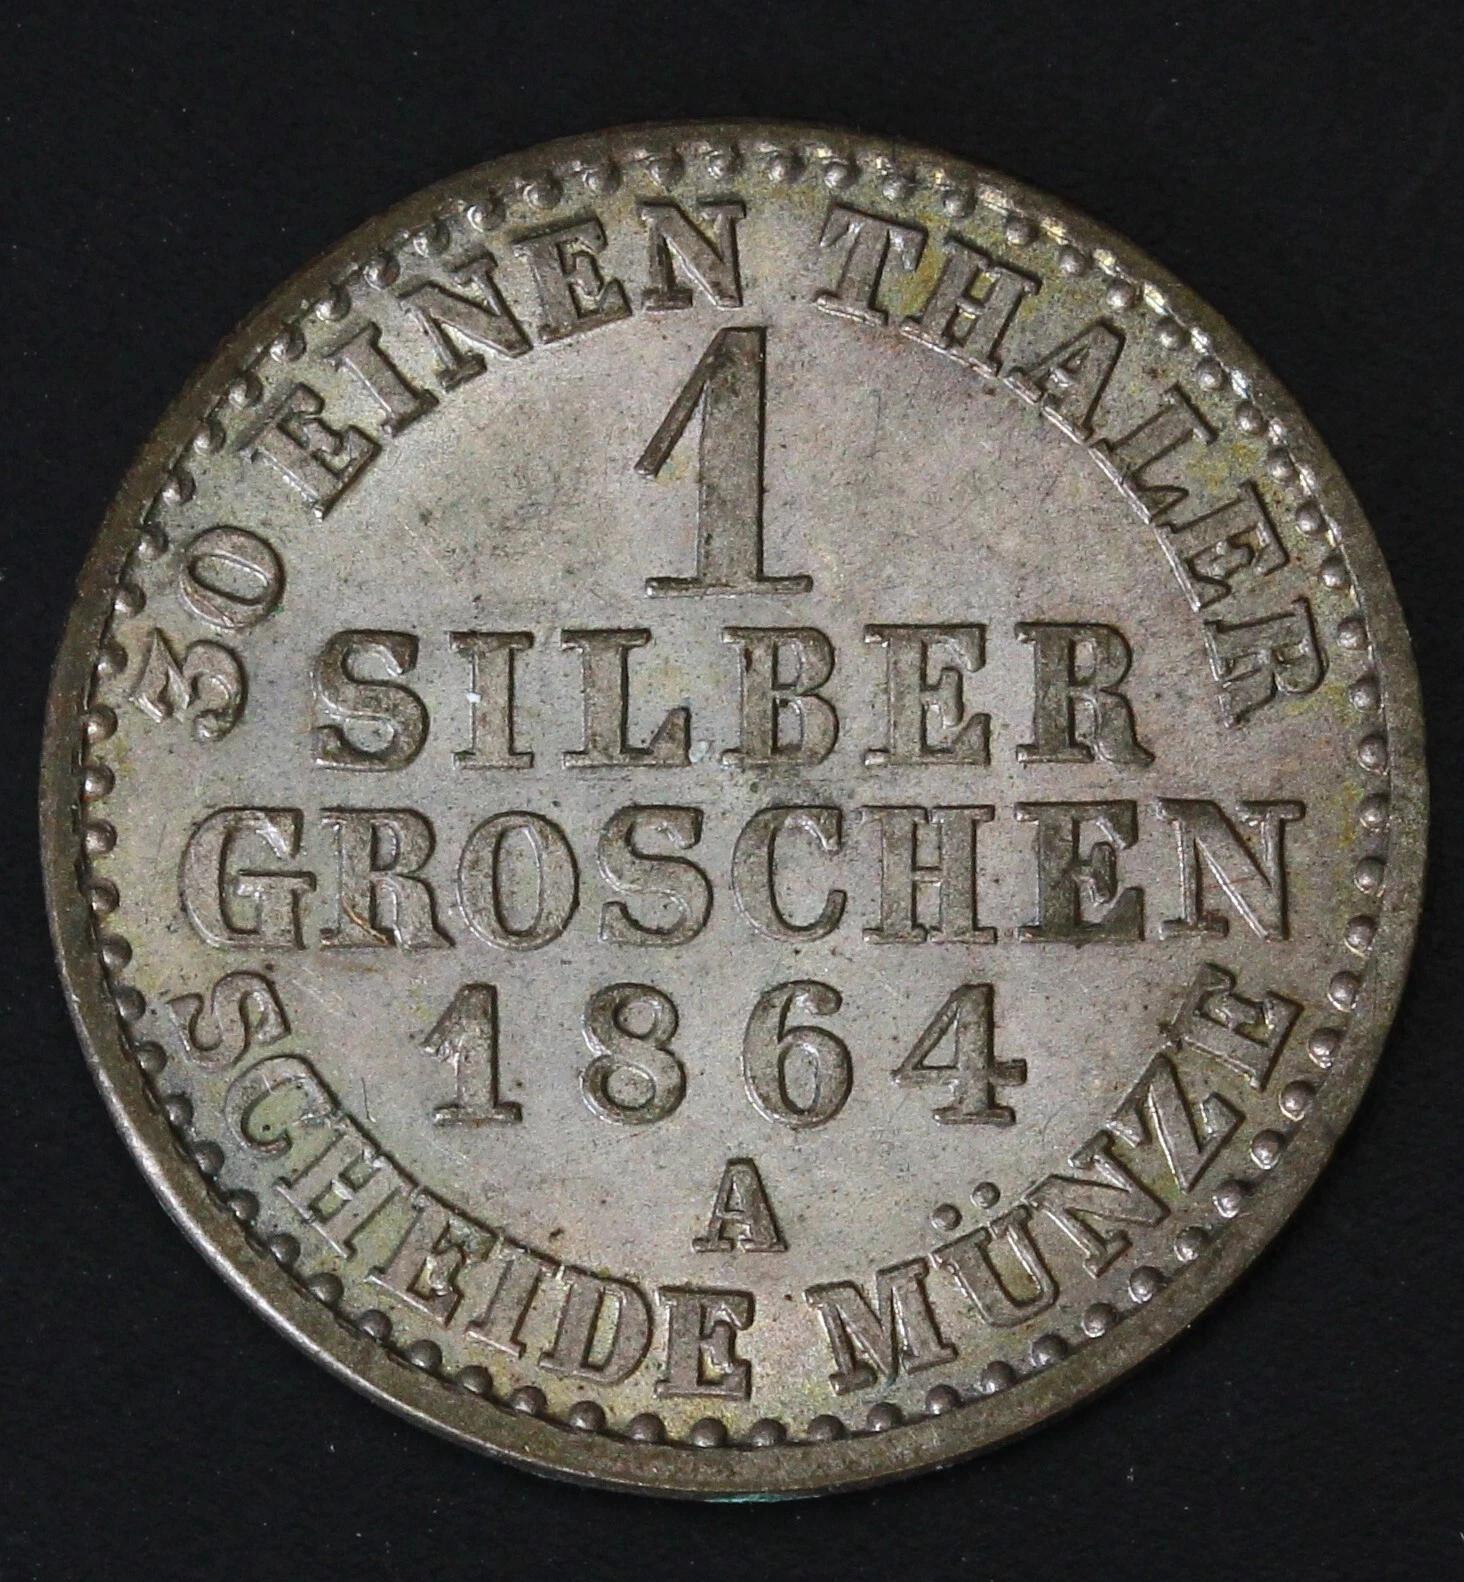 30 EINEN THALER
1
SILBER
GROSCHEN
1864
A
SCHEIDE MÜNZE